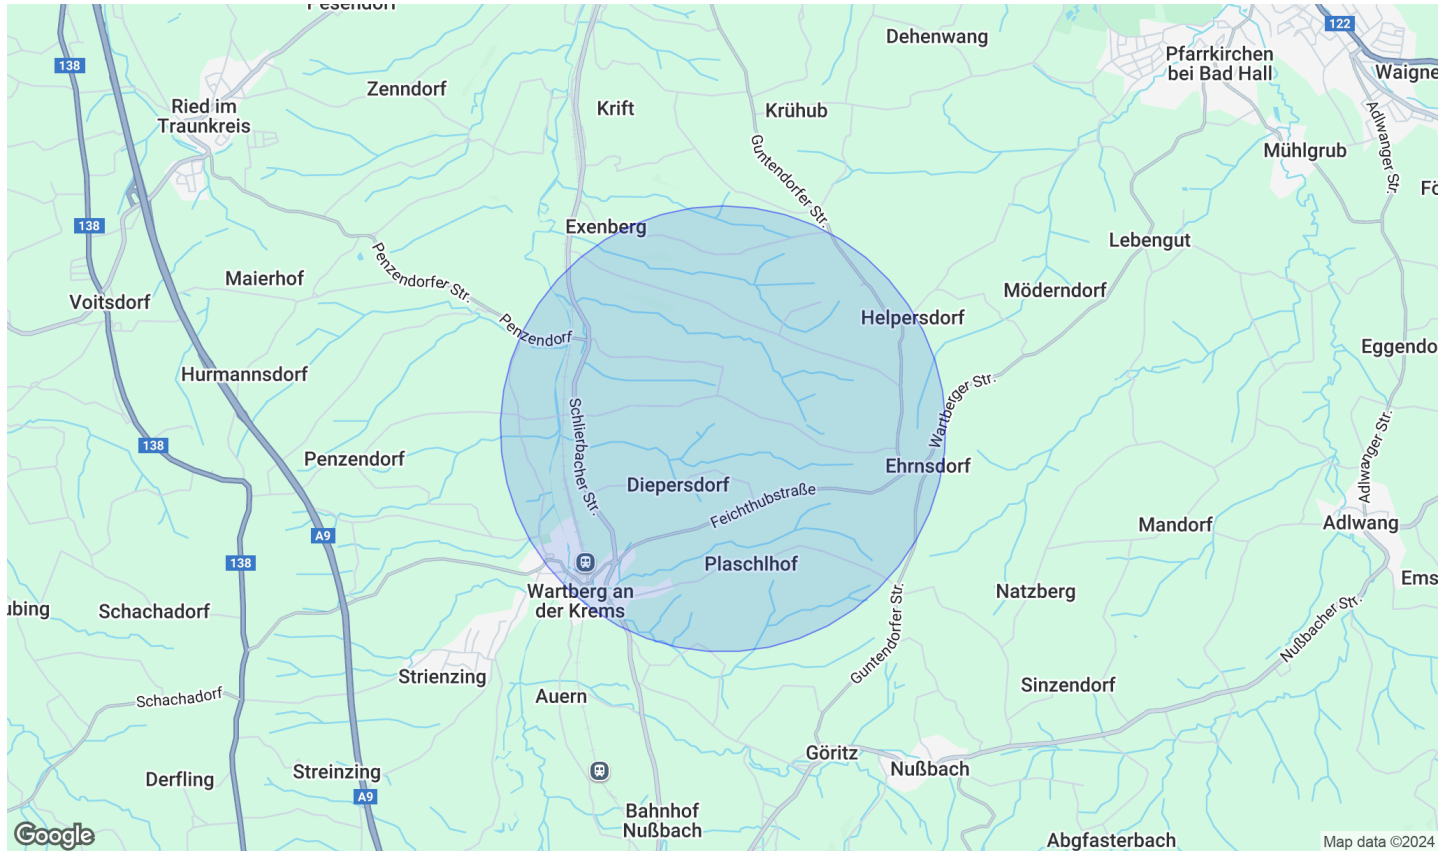 Pesendorf
122
Dehenwang
Pfarrkirchen
bei Bad Hall
138
Waigne
Zenndorf
Ried im
Traunkreis
Krift
Krühub
Adlwanger Str.
Mühlgrub
Guntendorfer Str.
Fö
138
Exenberg
Lebengut
Penzendorfer Str.
Maierhof
Möderndorf
Voitsdorf
Helpersdorf
Penzendorf
Eggendo
Hurmannsdorf
Wartberger Str.
Schlierbacher Str.
138
Penzendorf
Ehrnsdorf
Adlwanger Str.
Diepersdorf
Feichthubstraße
Mandorf
Adlwang
A9
138
Plaschlhof
Ems
Wartberg an
der Krems
Natzberg
ubing
Schachadorf
Guntendorfer Str.
Nußbacher Str.
Strienzing
Sinzendorf
Schachadorf
Auern
Göritz
Nußbach
Derfling
Streinzing
A9
Bahnhof
Nußbach
Google
Abgfasterbach
Map data ©2024